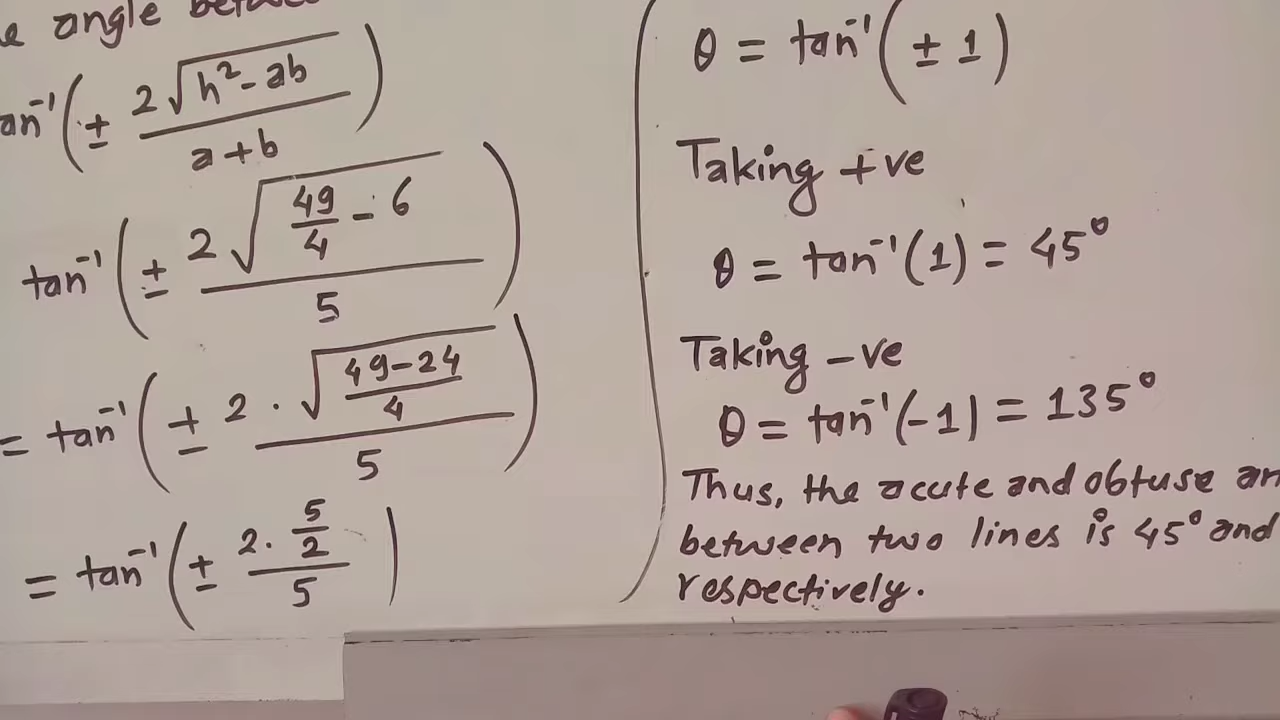 angle
tan⁻¹(± 2√(h²-ab) / (a+b))
tan⁻¹(± 2√(49/4 - 6) / 5)
= tan⁻¹(± 2 · √((49-24)/4) / 5)
= tan⁻¹(± 2 · (5/2) / 5)
θ = tan⁻¹(± 1)
Taking +ve
θ = tan⁻¹(1) = 45°
Taking -ve
θ = tan⁻¹(-1) = 135°
Thus, the acute and obtuse
between two lines is 45° and
respectively.